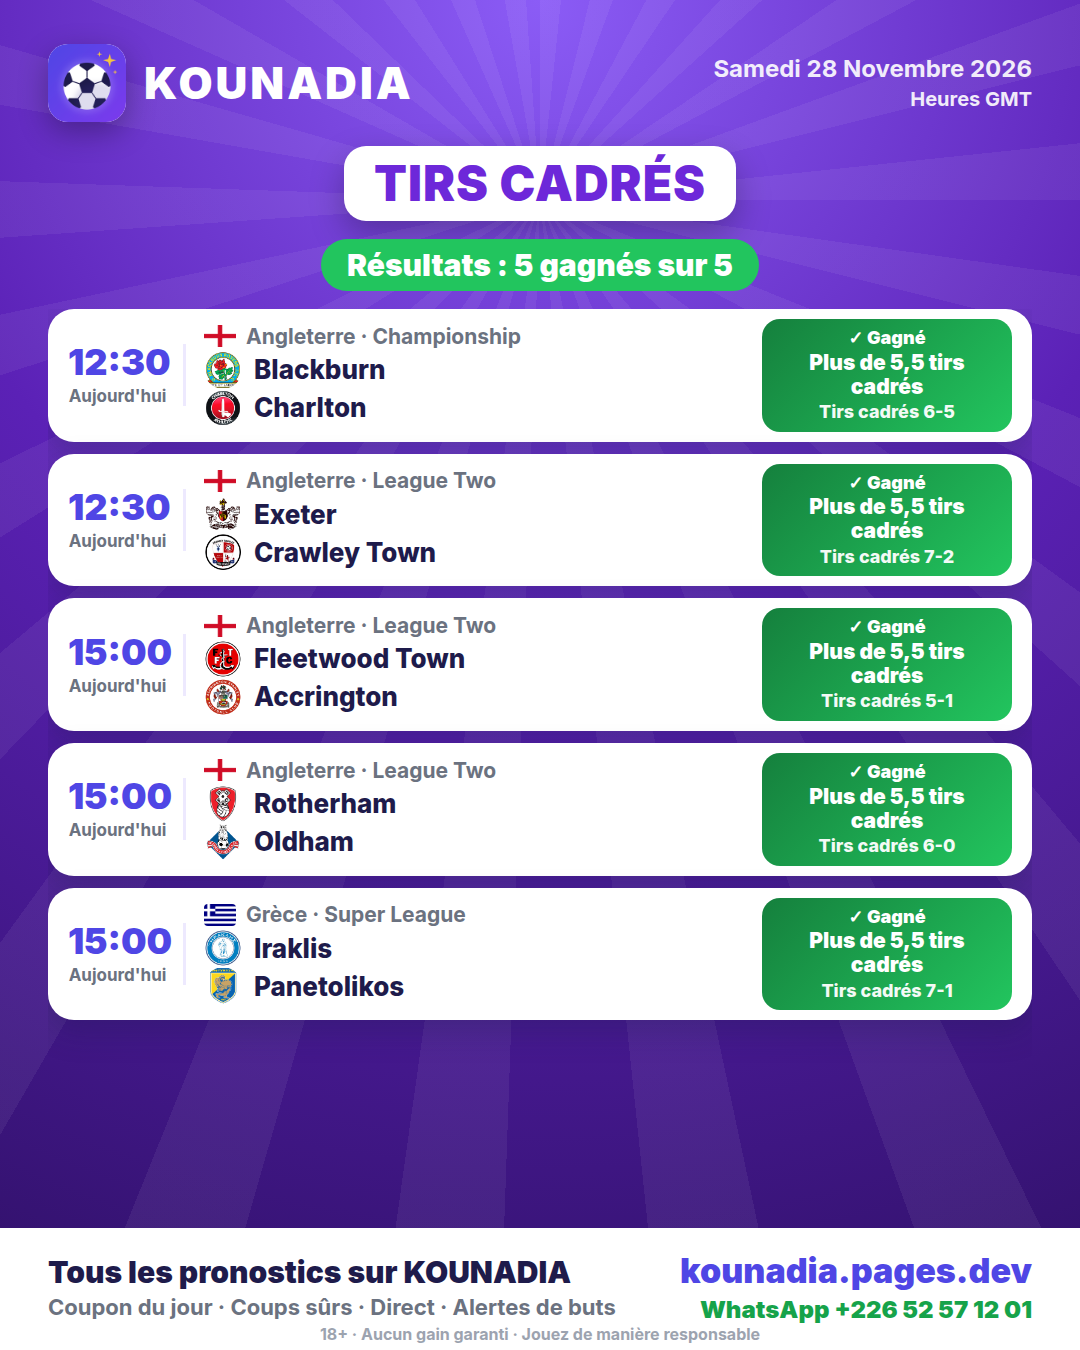 KOUNADIA
Samedi 28 Novembre 2026
Heures GMT
TIRS CADRÉS
Résultats : 5 gagnés sur 5
12:30
Aujourd'hui
Angleterre · Championship
Blackburn
Charlton
✓ Gagné
Plus de 5,5 tirs
cadrés
Tirs cadrés 6-5
12:30
Aujourd'hui
Angleterre · League Two
Exeter
Crawley Town
✓ Gagné
Plus de 5,5 tirs
cadrés
Tirs cadrés 7-2
15:00
Aujourd'hui
Angleterre · League Two
Fleetwood Town
Accrington
✓ Gagné
Plus de 5,5 tirs
cadrés
Tirs cadrés 5-1
15:00
Aujourd'hui
Angleterre · League Two
Rotherham
Oldham
✓ Gagné
Plus de 5,5 tirs
cadrés
Tirs cadrés 6-0
15:00
Aujourd'hui
Grèce · Super League
Iraklis
Panetolikos
✓ Gagné
Plus de 5,5 tirs
cadrés
Tirs cadrés 7-1
Tous les pronostics sur KOUNADIA
kounadia.pages.dev
Coupon du jour · Coups sûrs · Direct · Alertes de buts
WhatsApp +226 52 57 12 01
18+ · Aucun gain garanti · Jouez de manière responsable